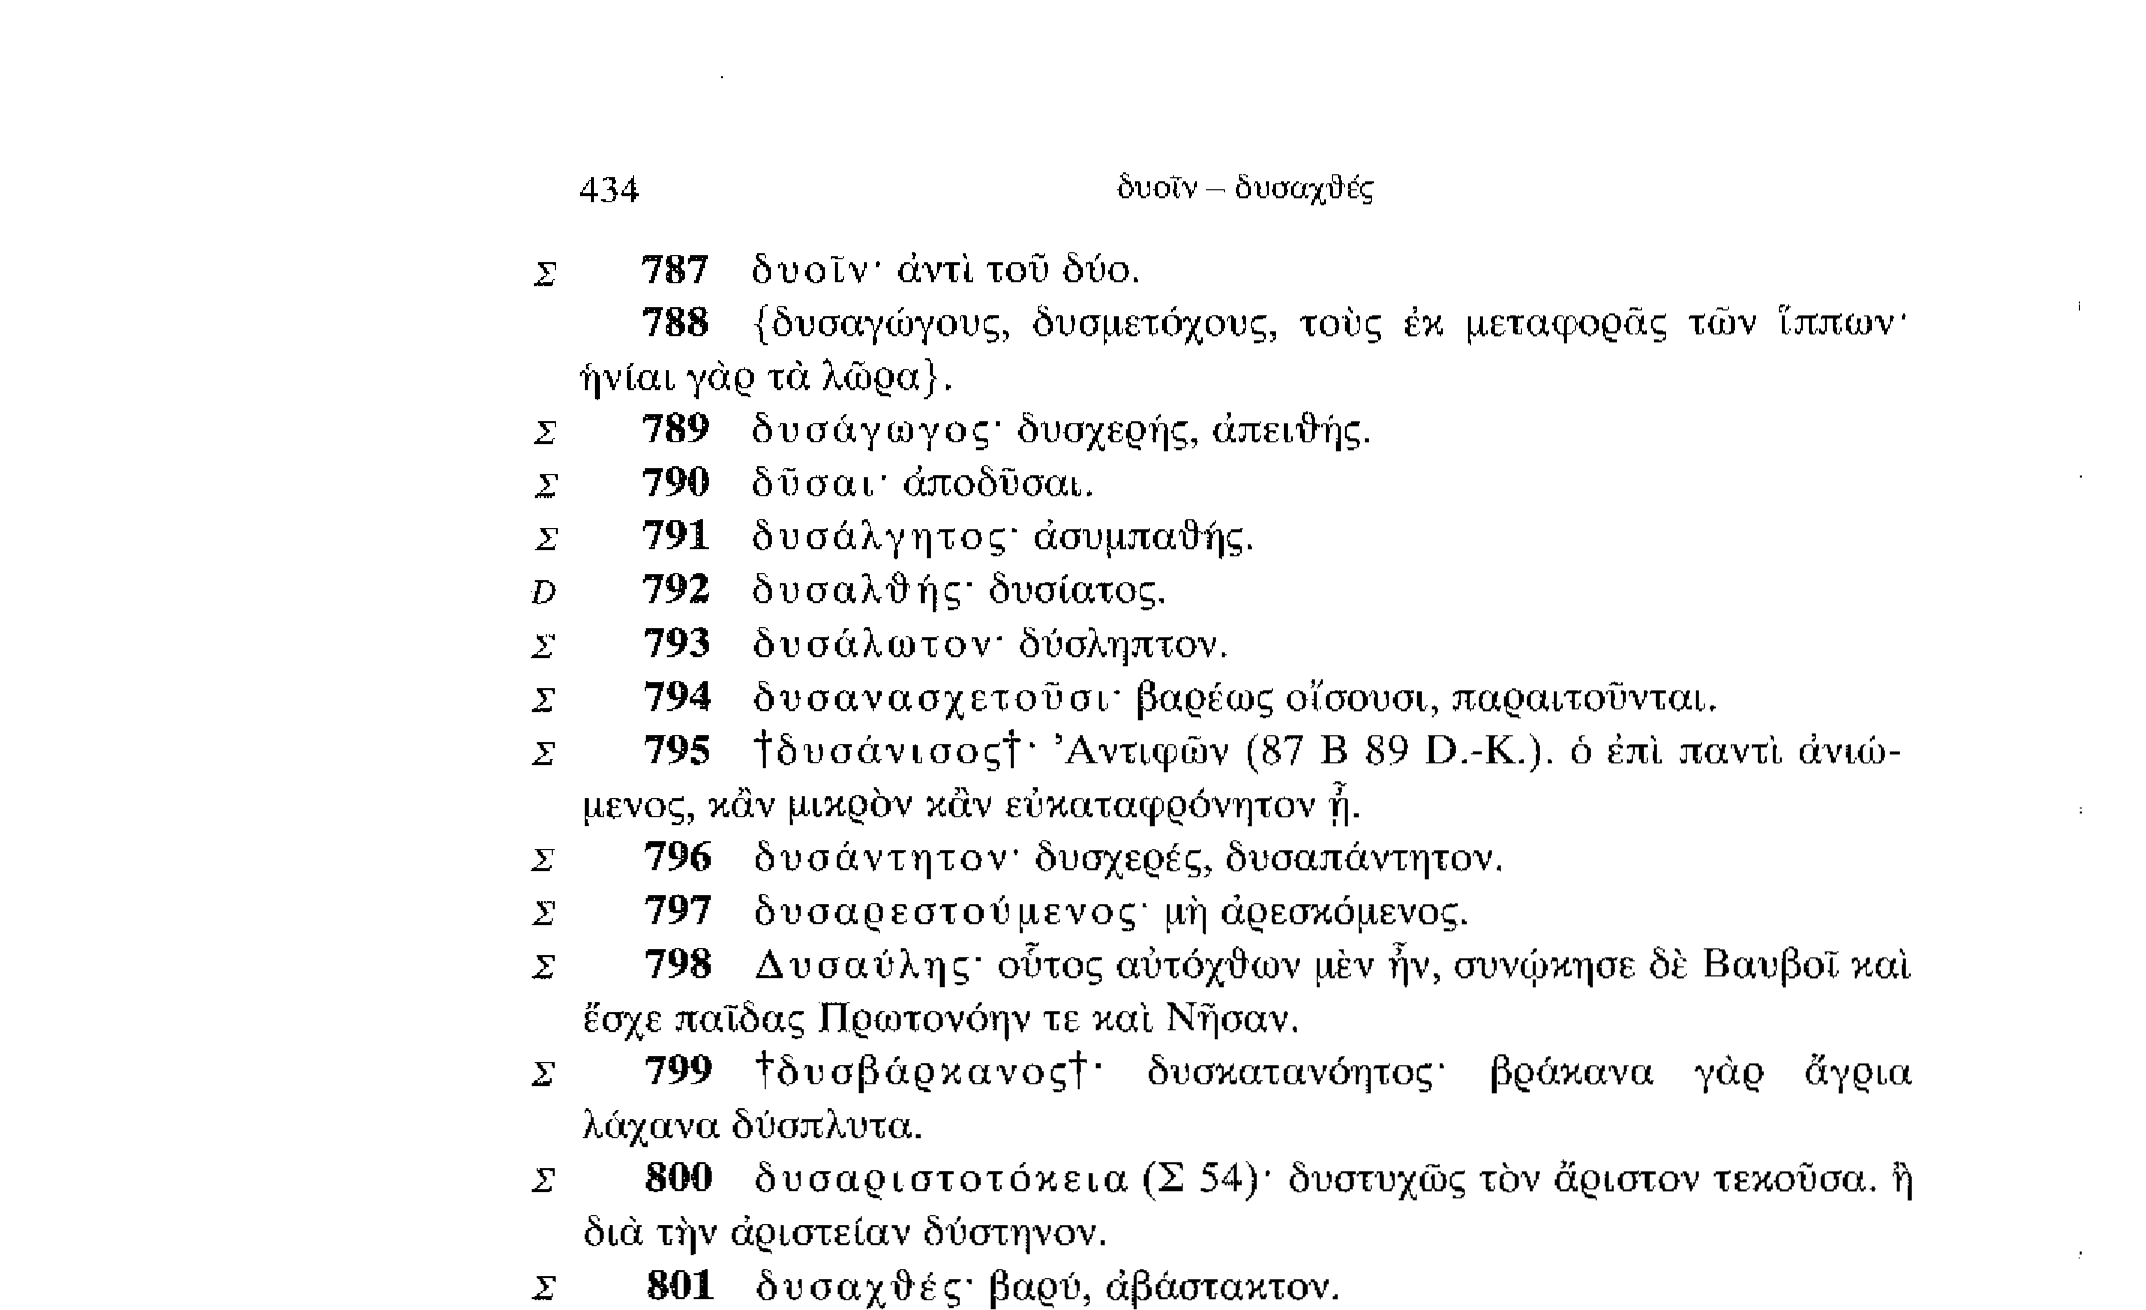 434 δυοῖν – δυσαχθές
Σ 787 δυοῖν· ἀντὶ τοῦ δύο.
788 {δυσαγώγους, δυσμετόχους, τοὺς ἐκ μεταφορᾶς τῶν ἵππων·
ἡνίαι γὰρ τὰ λῶρα}.
Σ 789 δυσάγωγος· δυσχερής, ἀπειθής.
Σ 790 δῦσαι· ἀποδῦσαι.
Σ 791 δυσάλγητος· ἀσυμπαθής.
D 792 δυσαλθής· δυσίατος.
Σ 793 δυσάλωτον· δύσληπτον.
Σ 794 δυσανασχετοῦσι· βαρέως οἴσουσι, παραιτοῦνται.
Σ 795 †δυσάνισος†· Ἀντιφῶν (87 B 89 D.-K.). ὁ ἐπὶ παντὶ ἀνιώ-
μενος, κἂν μικρὸν κἂν εὐκαταφρόνητον ᾖ.
Σ 796 δυσάντητον· δυσχερές, δυσαπάντητον.
Σ 797 δυσαρεστούμενος· μὴ ἀρεσκόμενος.
Σ 798 Δυσαύλης· οὗτος αὐτόχθων μὲν ἦν, συνῴκησε δὲ Βαυβοῖ καὶ
ἔσχε παῖδας Πρωτονόην τε καὶ Νῆσαν.
Σ 799 †δυσβάρκανος†· δυσκατανόητος· βράκανα γὰρ ἄγρια
λάχανα δύσπλυτα.
Σ 800 δυσαριστοτόκεια (Σ 54)· δυστυχῶς τὸν ἄριστον τεκοῦσα. ἢ
διὰ τὴν ἀριστείαν δύστηνον.
Σ 801 δυσαχθές· βαρύ, ἀβάστακτον.